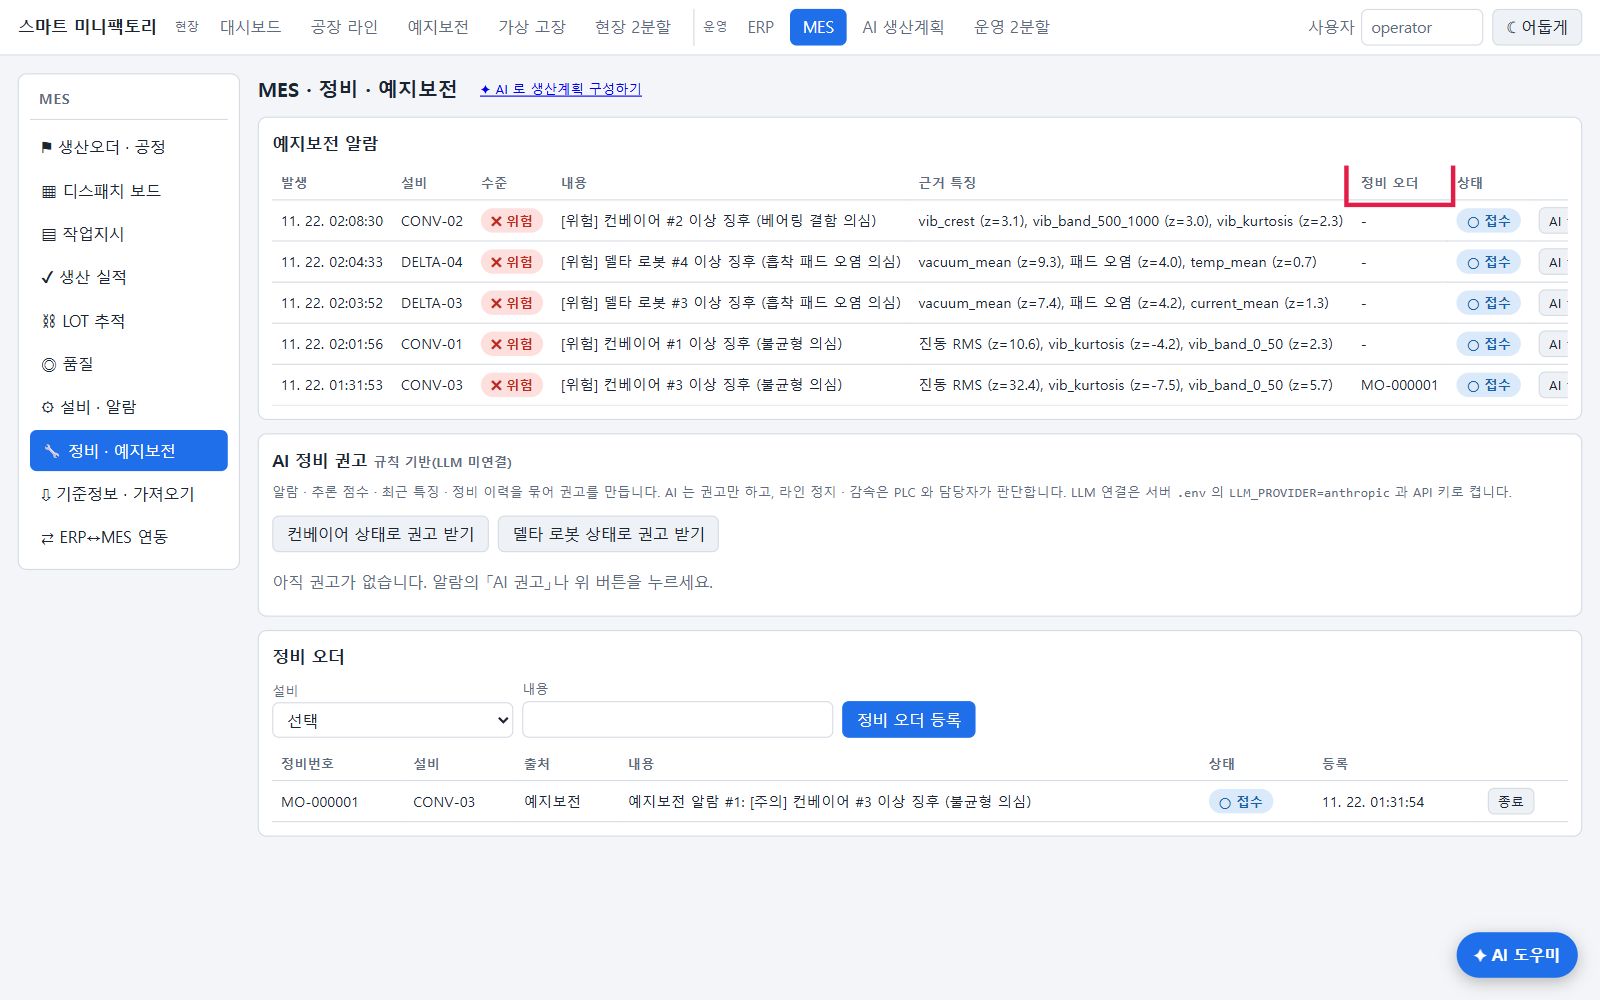 스마트 미니팩토리 현장 대시보드 공장 라인 예지보전 가상 고장 현장 2분할 운영 ERP MES AI 생산계획 운영 2분할 사용자 operator ☾ 어둡게
MES
⚑ 생산오더 · 공정
▦ 디스패치 보드
▤ 작업지시
✓ 생산 실적
⛓ LOT 추적
◎ 품질
⚙ 설비 · 알람
🔧 정비 · 예지보전
⇩ 기준정보 · 가져오기
⇄ ERP↔MES 연동
MES · 정비 · 예지보전 ✦ AI 로 생산계획 구성하기
예지보전 알람
발생 설비 수준 내용 근거 특징 정비 오더 상태
11. 22. 02:08:30 CONV-02 ✕ 위험 [위험] 컨베이어 #2 이상 징후 (베어링 결함 의심) vib_crest (z=3.1), vib_band_500_1000 (z=3.0), vib_kurtosis (z=2.3) - ○ 접수 AI
11. 22. 02:04:33 DELTA-04 ✕ 위험 [위험] 델타 로봇 #4 이상 징후 (흡착 패드 오염 의심) vacuum_mean (z=9.3), 패드 오염 (z=4.0), temp_mean (z=0.7) - ○ 접수 AI
11. 22. 02:03:52 DELTA-03 ✕ 위험 [위험] 델타 로봇 #3 이상 징후 (흡착 패드 오염 의심) vacuum_mean (z=7.4), 패드 오염 (z=4.2), current_mean (z=1.3) - ○ 접수 AI
11. 22. 02:01:56 CONV-01 ✕ 위험 [위험] 컨베이어 #1 이상 징후 (불균형 의심) 진동 RMS (z=10.6), vib_kurtosis (z=-4.2), vib_band_0_50 (z=2.3) - ○ 접수 AI
11. 22. 01:31:53 CONV-03 ✕ 위험 [위험] 컨베이어 #3 이상 징후 (불균형 의심) 진동 RMS (z=32.4), vib_kurtosis (z=-7.5), vib_band_0_50 (z=5.7) MO-000001 ○ 접수 AI
AI 정비 권고 규칙 기반(LLM 미연결)
알람 · 추론 점수 · 최근 특징 · 정비 이력을 묶어 권고를 만듭니다. AI 는 권고만 하고, 라인 정지 · 감속은 PLC 와 담당자가 판단합니다. LLM 연결은 서버 .env 의 LLM_PROVIDER=anthropic 과 API 키로 켭니다.
컨베이어 상태로 권고 받기 델타 로봇 상태로 권고 받기
아직 권고가 없습니다. 알람의 「AI 권고」나 위 버튼을 누르세요.
정비 오더
설비 내용
선택 정비 오더 등록
정비번호 설비 출처 내용 상태 등록
MO-000001 CONV-03 예지보전 예지보전 알람 #1: [주의] 컨베이어 #3 이상 징후 (불균형 의심) ○ 접수 11. 22. 01:31:54 종료
✦ AI 도우미